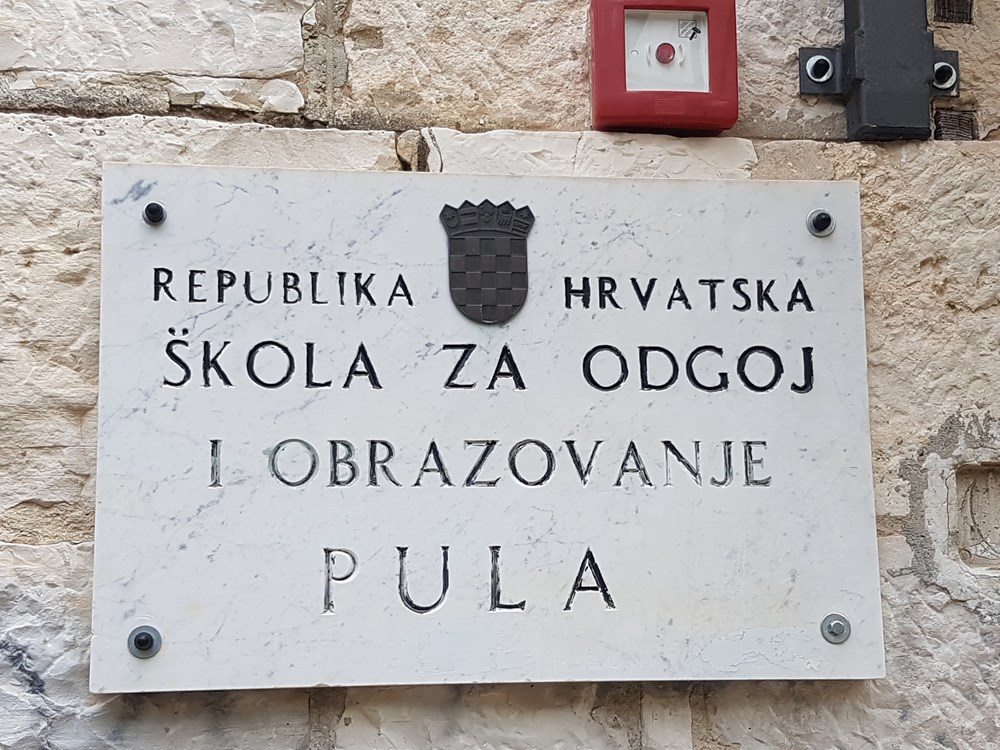 REPUBLIKA HRVATSKA
ŠKOLA ZA ODGOJ
I OBRAZOVANJE
PULA